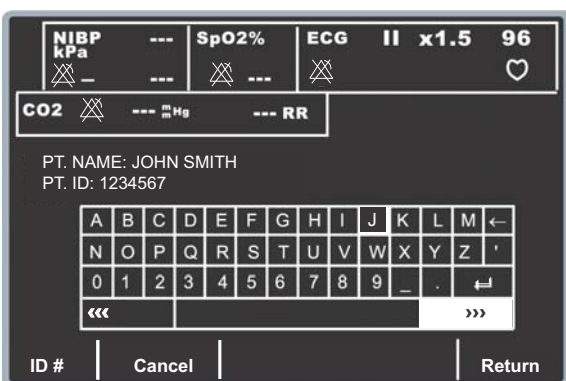 NIBP --- SpO2% ECG II x1.5 96
kPa
– --- ---
CO2 --- mmHg --- RR
PT. NAME: JOHN SMITH
PT. ID: 1234567
A B C D E F G H I J K L M ←
N O P Q R S T U V W X Y Z '
0 1 2 3 4 5 6 7 8 9 _ . ↵
‹‹‹ ›››
ID # Cancel Return